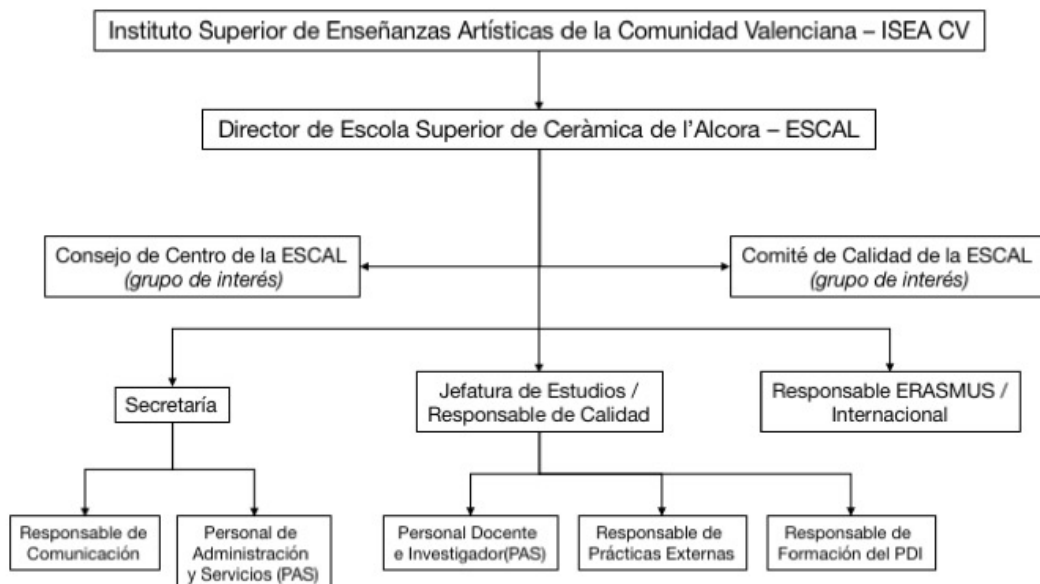 Instituto Superior de Enseñanzas Artísticas de la Comunidad Valenciana – ISEA CV
Director de Escola Superior de Ceràmica de l'Alcora – ESCAL
Consejo de Centro de la ESCAL
(grupo de interés)
Comité de Calidad de la ESCAL
(grupo de interés)
Secretaría
Jefatura de Estudios /
Responsable de Calidad
Responsable ERASMUS /
Internacional
Responsable de
Comunicación
Personal de
Administración
y Servicios (PAS)
Personal Docente
e Investigador(PAS)
Responsable de
Prácticas Externas
Responsable de
Formación del PDI